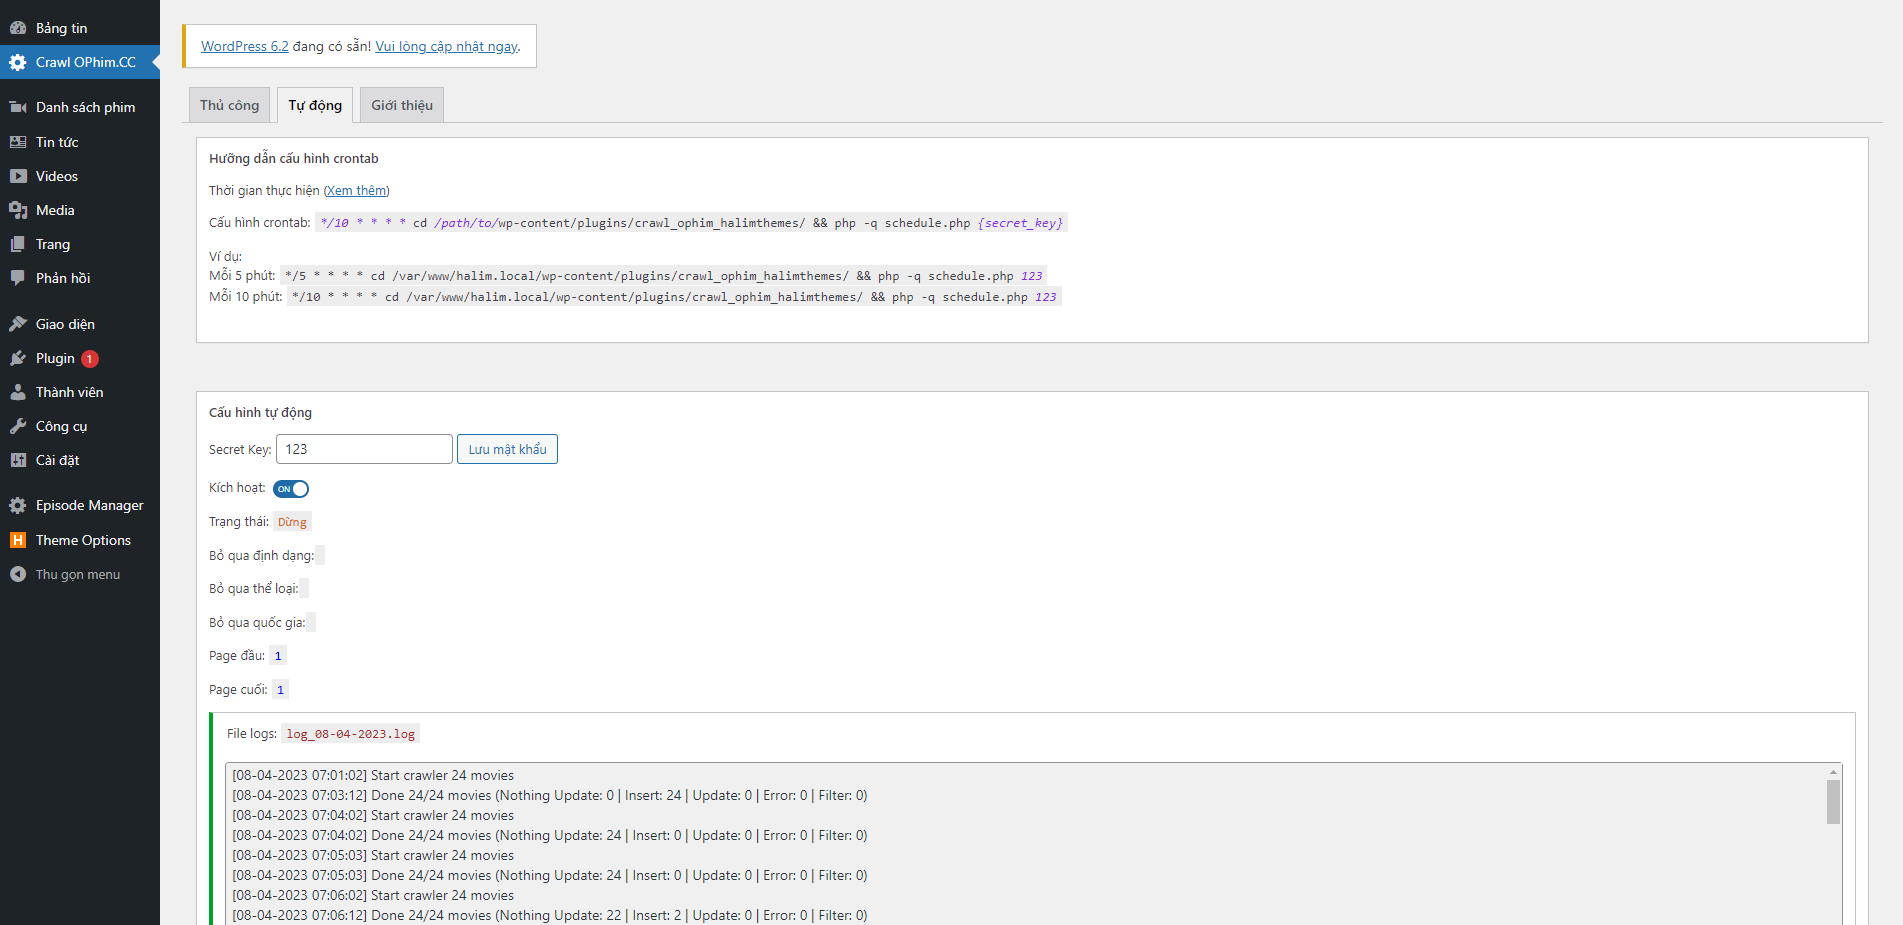 Bảng tin
Crawl OPhim.CC
Danh sách phim
Tin tức
Videos
Media
Trang
Phản hồi
Giao diện
Plugin 1
Thành viên
Công cụ
Cài đặt
Episode Manager
H Theme Options
Thu gọn menu
WordPress 6.2 đang có sẵn! Vui lòng cập nhật ngay.
Thủ công Tự động Giới thiệu
Hưỡng dẫn cấu hình crontab
Thời gian thực hiện (Xem thêm)
Cấu hình crontab: */10 * * * * cd /path/to/wp-content/plugins/crawl_ophim_halimthemes/ && php -q schedule.php {secret_key}
Ví dụ:
Mỗi 5 phút: */5 * * * * cd /var/www/halim.local/wp-content/plugins/crawl_ophim_halimthemes/ && php -q schedule.php 123
Mỗi 10 phút: */10 * * * * cd /var/www/halim.local/wp-content/plugins/crawl_ophim_halimthemes/ && php -q schedule.php 123
Cấu hình tự động
Secret Key: 123 Lưu mật khẩu
Kích hoạt: ON
Trạng thái: Dừng
Bỏ qua định dạng:
Bỏ qua thể loại:
Bỏ qua quốc gia:
Page đầu: 1
Page cuối: 1
File logs: log_08-04-2023.log
[08-04-2023 07:01:02] Start crawler 24 movies
[08-04-2023 07:03:12] Done 24/24 movies (Nothing Update: 0 | Insert: 24 | Update: 0 | Error: 0 | Filter: 0)
[08-04-2023 07:04:02] Start crawler 24 movies
[08-04-2023 07:04:02] Done 24/24 movies (Nothing Update: 24 | Insert: 0 | Update: 0 | Error: 0 | Filter: 0)
[08-04-2023 07:05:03] Start crawler 24 movies
[08-04-2023 07:05:03] Done 24/24 movies (Nothing Update: 24 | Insert: 0 | Update: 0 | Error: 0 | Filter: 0)
[08-04-2023 07:06:02] Start crawler 24 movies
[08-04-2023 07:06:12] Done 24/24 movies (Nothing Update: 22 | Insert: 2 | Update: 0 | Error: 0 | Filter: 0)